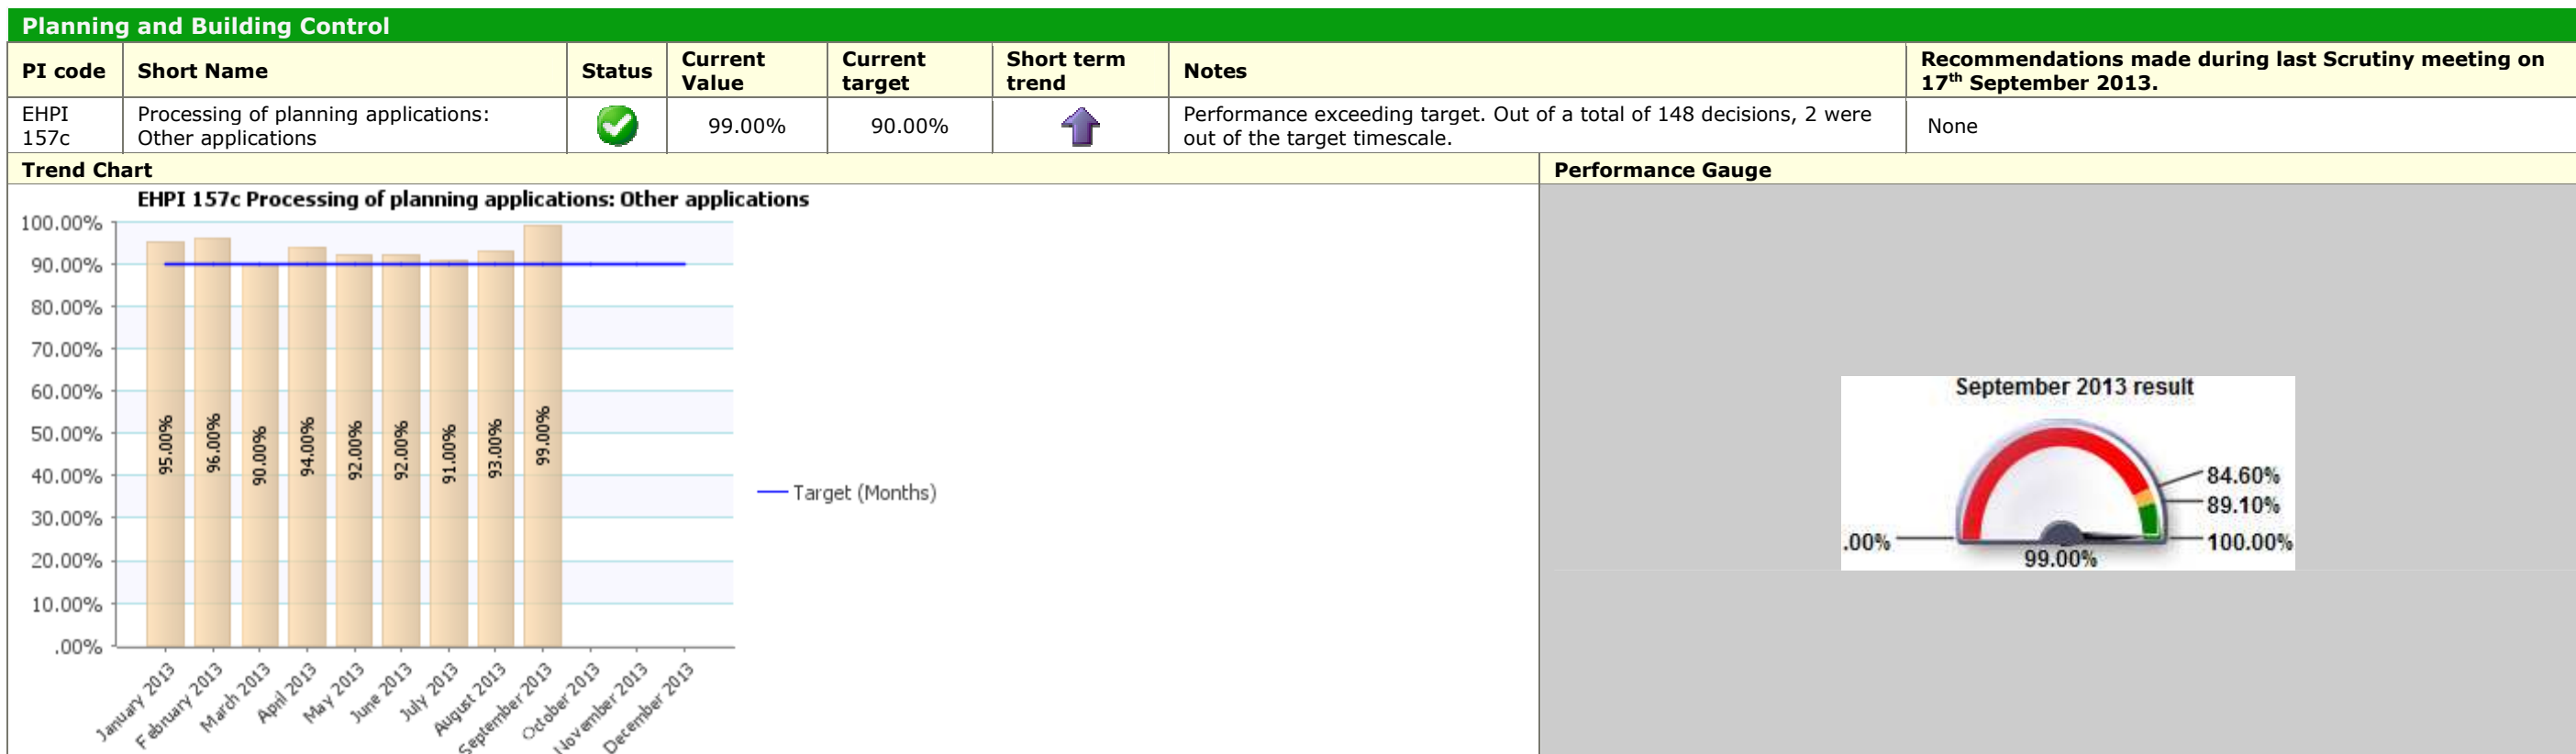 Planning and Building Control
PI code
Short Name
Status
Current
Value
Current
target
Short term
trend
Notes
Recommendations made during last Scrutiny meeting on
17th September 2013.
EHPI
157c
Processing of planning applications:
Other applications
99.00%
90.00%
Performance exceeding target. Out of a total of 148 decisions, 2 were
out of the target timescale.
None
Trend Chart
Performance Gauge
EHPI 157c Processing of planning applications: Other applications
100.00%
90.00%
80.00%
70.00%
60.00%
50.00%
40.00%
30.00%
20.00%
10.00%
.00%
95.00%
96.00%
90.00%
94.00%
92.00%
92.00%
91.00%
93.00%
99.00%
January 2013
February 2013
March 2013
April 2013
May 2013
June 2013
July 2013
August 2013
September 2013
October 2013
November 2013
December 2013
Target (Months)
September 2013 result
84.60%
89.10%
100.00%
.00%
99.00%